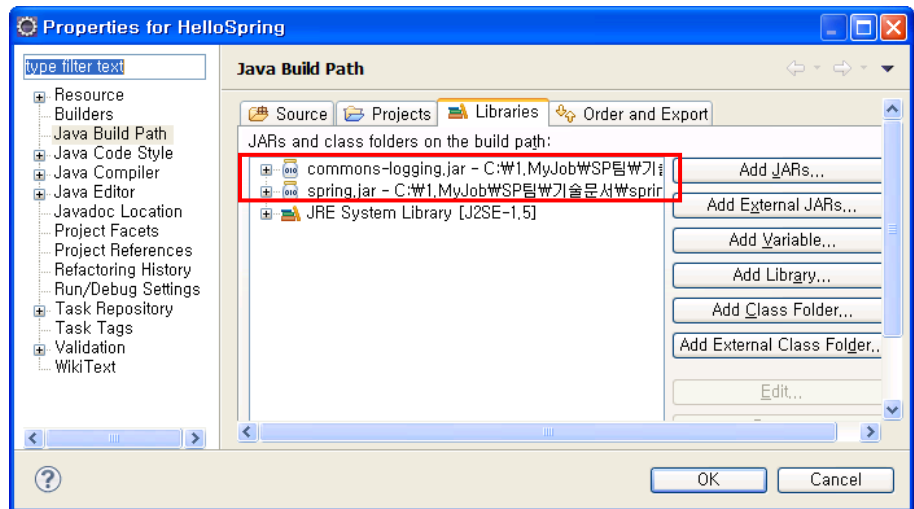 Properties for HelloSpring
type filter text
Resource
Builders
Java Build Path
Java Code Style
Java Compiler
Java Editor
Javadoc Location
Project Facets
Project References
Refactoring History
Run/Debug Settings
Task Repository
Task Tags
Validation
WikiText
Java Build Path
Source
Projects
Libraries
Order and Export
JARs and class folders on the build path:
commons-logging.jar - C:₩1.MyJob₩SP팀₩기
spring.jar - C:₩1.MyJob₩SP팀₩기술문서₩sprin
JRE System Library [J2SE-1.5]
Add JARs...
Add External JARs...
Add Variable...
Add Library...
Add Class Folder...
Add External Class Folder..
Edit...
OK
Cancel